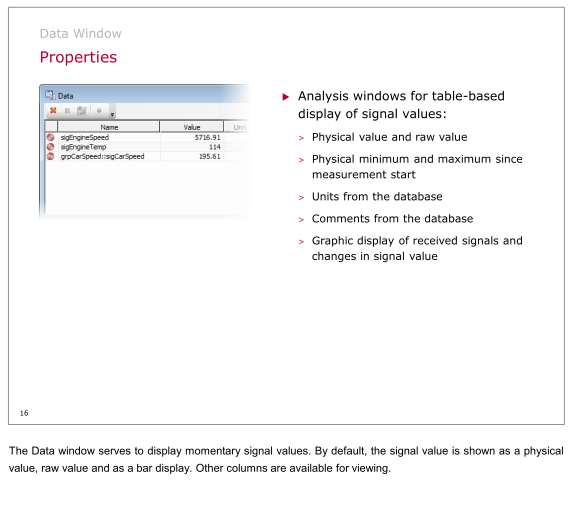 Data Window
Properties
Data
Name Value
sigEngineSpeed 5716.91
sigEngineTemp 114
grpCarSpeed::sigCarSpeed 195.61
► Analysis windows for table-based
display of signal values:
> Physical value and raw value
> Physical minimum and maximum since
measurement start
> Units from the database
> Comments from the database
> Graphic display of received signals and
changes in signal value
16
The Data window serves to display momentary signal values. By default, the signal value is shown as a physical
value, raw value and as a bar display. Other columns are available for viewing.